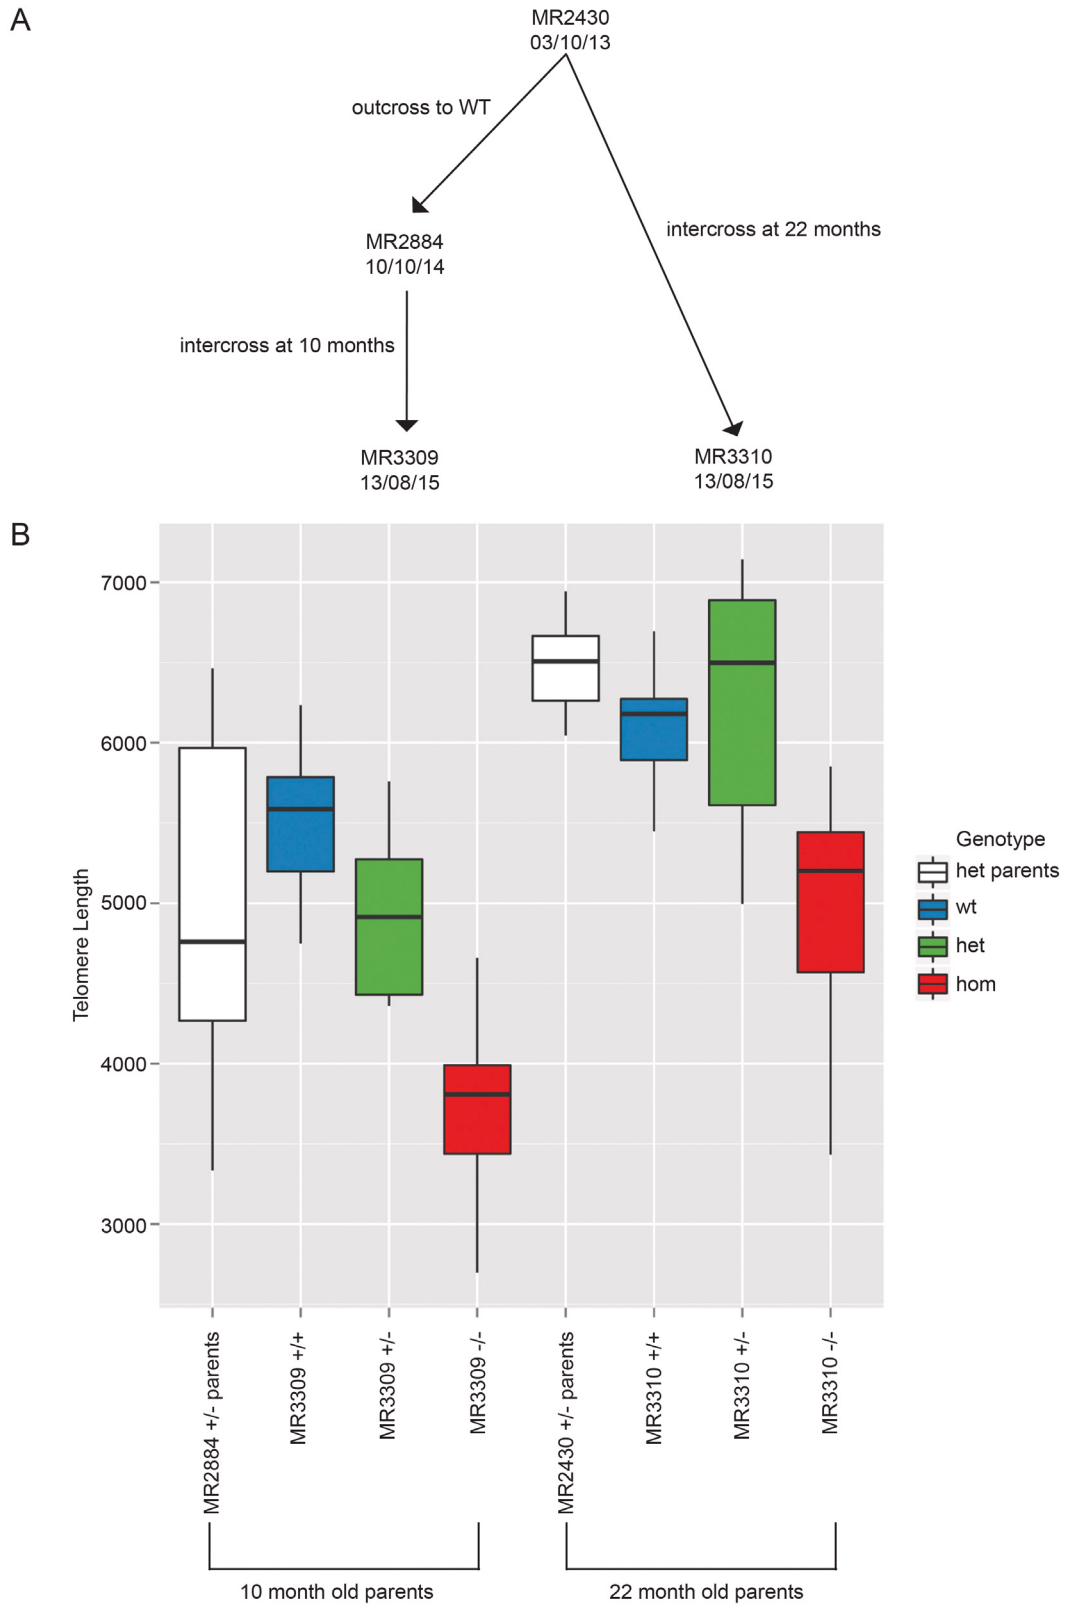 A
MR2430
03/10/13
outcross to WT
intercross at 22 months
MR2884
10/10/14
intercross at 10 months
MR3309
13/08/15
MR3310
13/08/15
B
Telomere Length
7000
6000
5000
4000
3000
Genotype
het parents
wt
het
hom
MR2884 +/- parents
MR3309 +/+
MR3309 +/-
MR3309 -/-
MR2430 +/- parents
MR3310 +/+
MR3310 +/-
MR3310 -/-
10 month old parents
22 month old parents